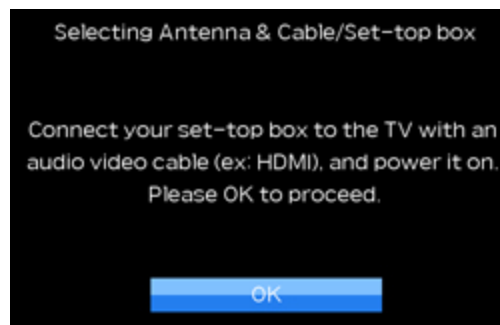 Selecting Antenna & Cable/Set-top box
Connect your set-top box to the TV with an
audio video cable (ex: HDMI), and power it on.
Please OK to proceed.
OK